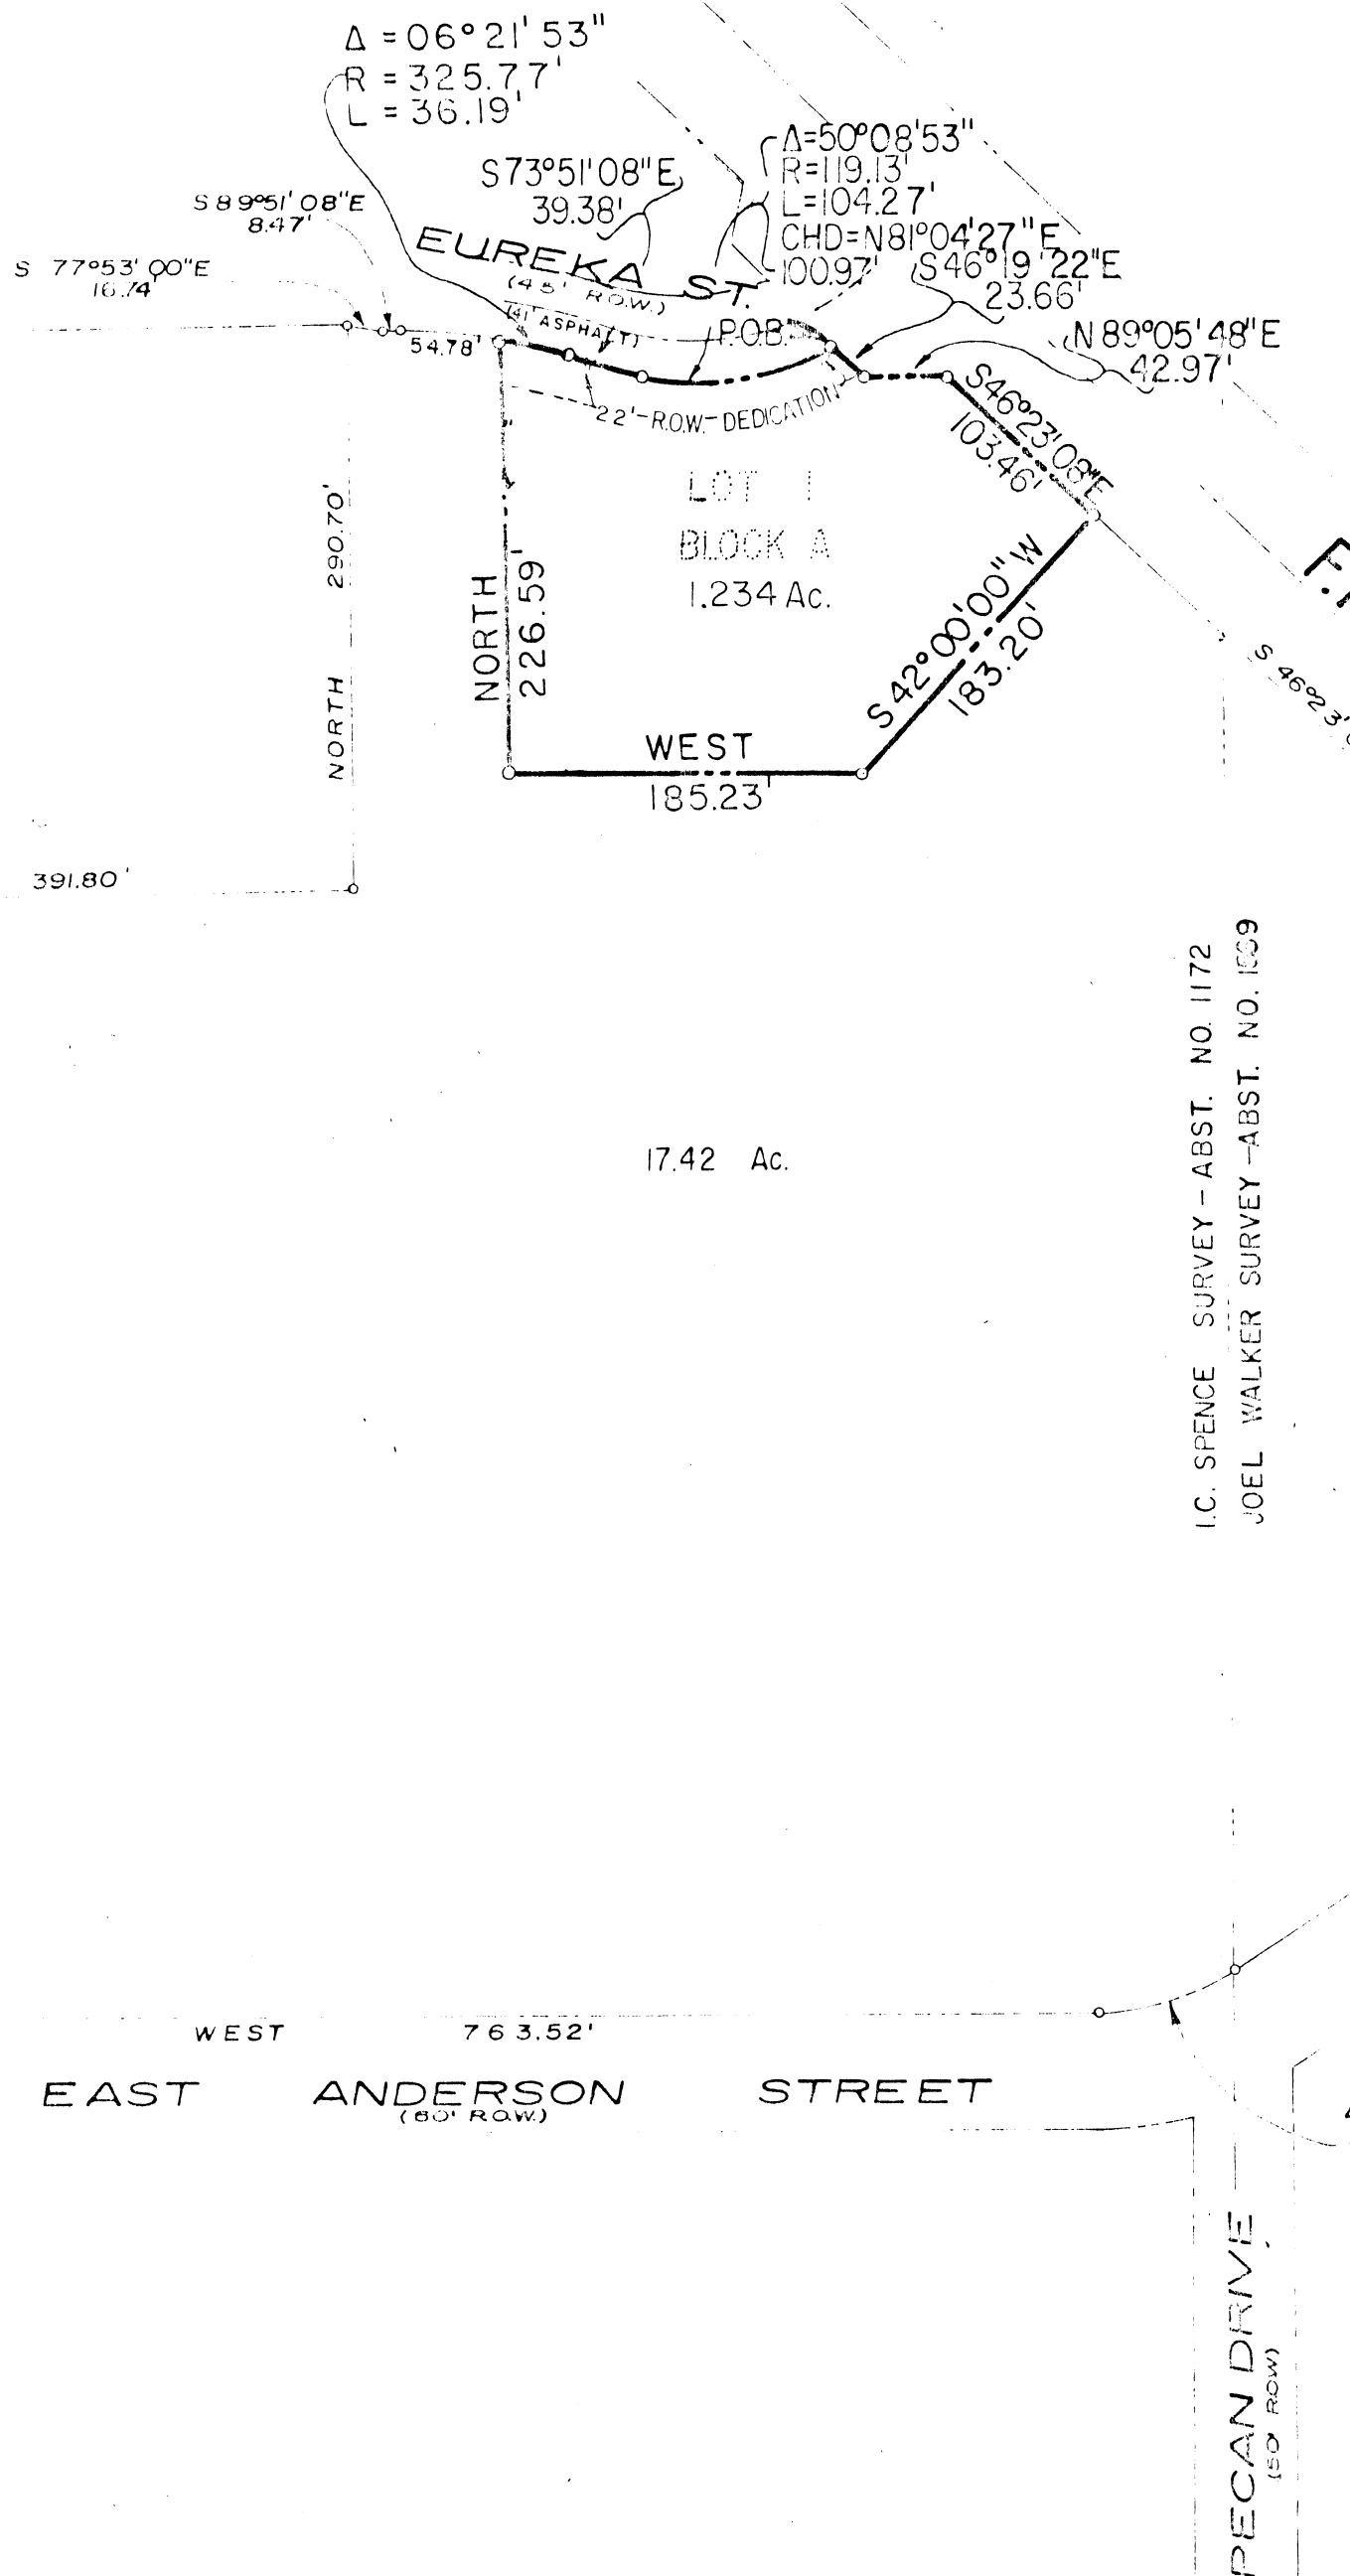 Δ = 06° 21' 53"
R = 325.77'
L = 36.19'
Δ=50°08'53"
R=119.13'
L=104.27'
CHD=N81°04'27"E
100.97'
S73°51'08"E
39.38'
S89°51'08"E
8.47'
S 77°53'00"E
16.74'
EUREKA ST.
(45' R.O.W.)
(41' ASPHALT)
P.O.B.
S46°19'22"E
23.66'
N89°05'48"E
42.97'
54.78'
22'-R.O.W.-DEDICATION
S46°23'08"E
103.46'
LOT 1
BLOCK A
1.234 Ac.
NORTH 290.70'
NORTH
226.59'
S 42°00'00" W
183.20'
S 46°23'
WEST
185.23'
391.80'
I.C. SPENCE SURVEY - ABST. NO. 1172
JOEL WALKER SURVEY - ABST. NO.
17.42 Ac.
WEST 763.52'
EAST ANDERSON STREET
R.O.W.)
PECAN DRIVE
(50' ROW)